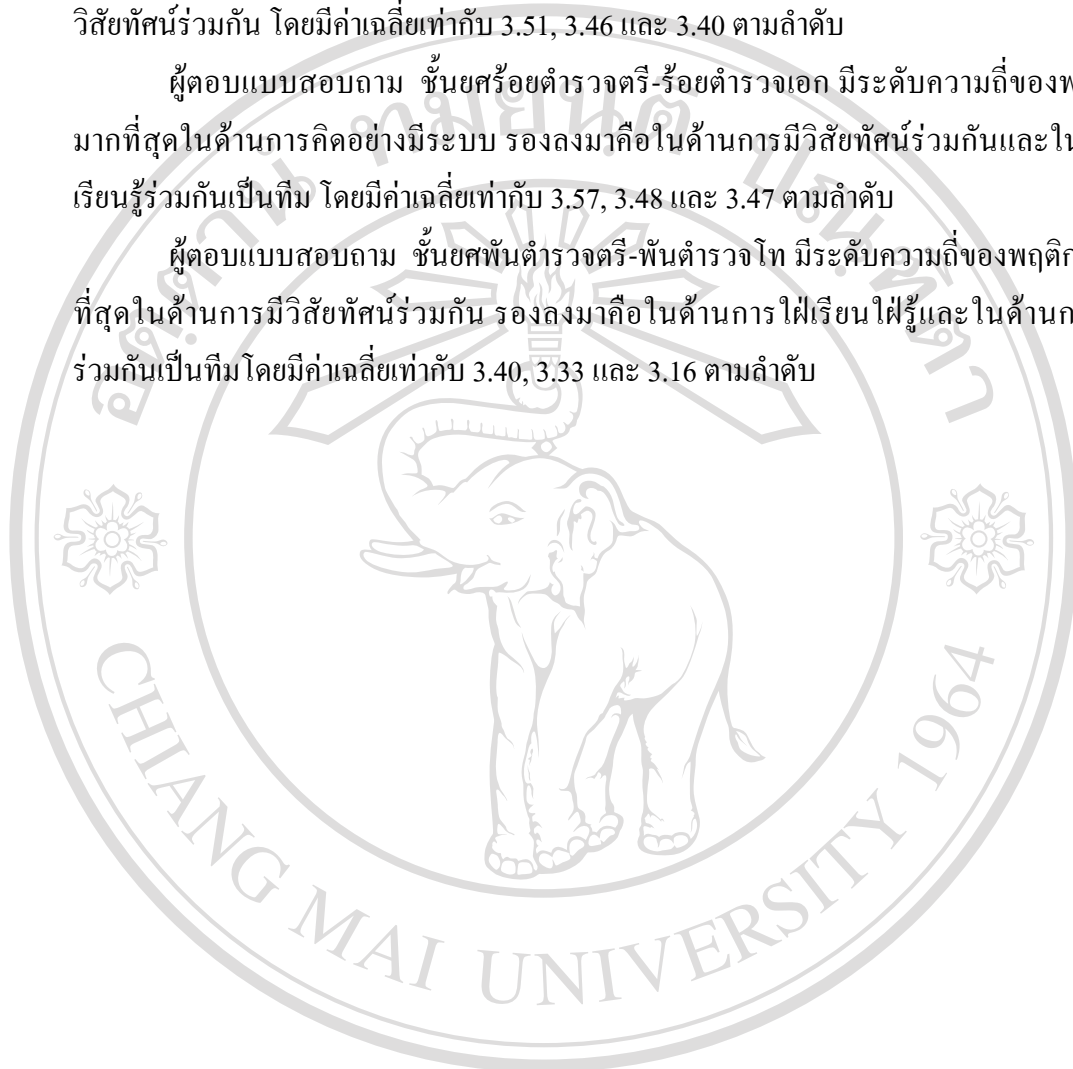 วิสัยทัศน์ร่วมกัน โดยมีค่าเฉลี่ยเท่ากับ 3.51, 3.46 และ 3.40 ตามลำดับ
ผู้ตอบแบบสอบถาม ชั้นยศร้อยตำรวจตรี-ร้อยตำรวจเอก มีระดับความถี่ของพ
มากที่สุดในด้านการคิดอย่างมีระบบ รองลงมาคือในด้านการมีวิสัยทัศน์ร่วมกันและใน
เรียนรู้ร่วมกันเป็นทีม โดยมีค่าเฉลี่ยเท่ากับ 3.57, 3.48 และ 3.47 ตามลำดับ
ผู้ตอบแบบสอบถาม ชั้นยศพันตำรวจตรี-พันตำรวจโท มีระดับความถี่ของพฤติก
ที่สุดในด้านการมีวิสัยทัศน์ร่วมกัน รองลงมาคือในด้านการใฝ่เรียนใฝ่รู้และในด้านก
ร่วมกันเป็นทีมโดยมีค่าเฉลี่ยเท่ากับ 3.40, 3.33 และ 3.16 ตามลำดับ
อตฺตานํ ทมยนฺติ ปณฺฑิตา
CHIANG MAI UNIVERSITY 1964